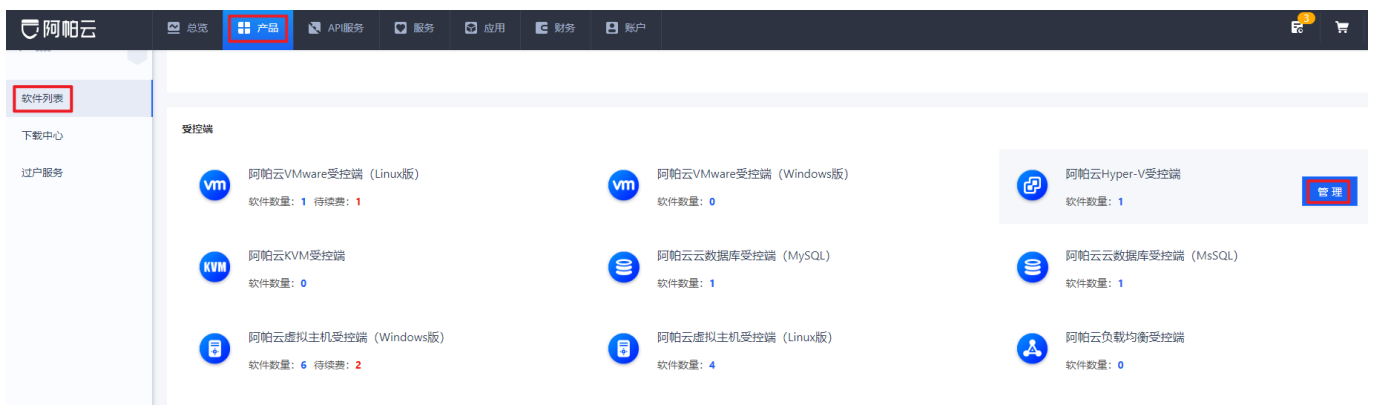 阿帕云 总览 产品 API服务 服务 应用 财务 账户 3
软件列表
下载中心
过户服务
受控端
vm 阿帕云VMware受控端（Linux版） vm 阿帕云VMware受控端（Windows版） 阿帕云Hyper-V受控端
软件数量：1 待续费：1 软件数量：0 软件数量：1 管理
KVM 阿帕云KVM受控端 阿帕云云数据库受控端（MySQL） 阿帕云云数据库受控端（MsSQL）
软件数量：0 软件数量：1 软件数量：1
阿帕云虚拟主机受控端（Windows版） 阿帕云虚拟主机受控端（Linux版） 阿帕云负载均衡受控端
软件数量：6 待续费：2 软件数量：4 软件数量：0